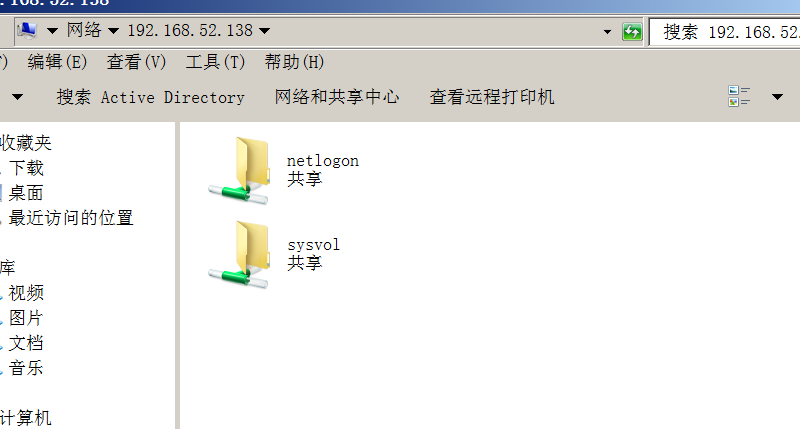 网络 192.168.52.138
搜索 192.168.52.
编辑(E) 查看(V) 工具(T) 帮助(H)
搜索 Active Directory 网络和共享中心 查看远程打印机
收藏夹
下载
桌面
最近访问的位置
库
视频
图片
文档
音乐
计算机
netlogon
共享
sysvol
共享